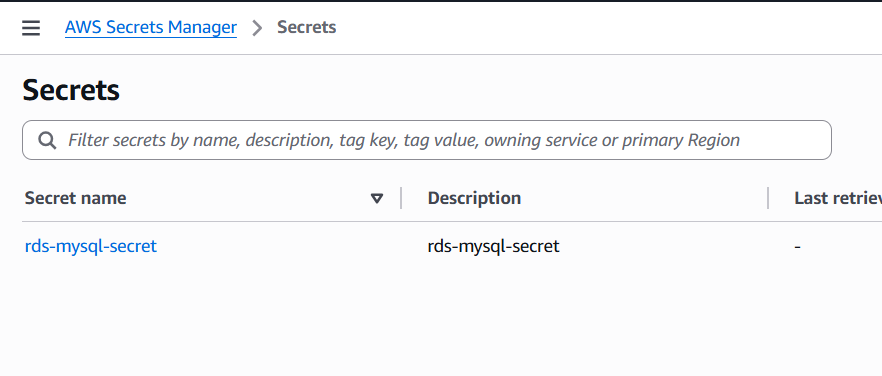 AWS Secrets Manager > Secrets
Secrets
Filter secrets by name, description, tag key, tag value, owning service or primary Region
Secret name Description Last retriev
rds-mysql-secret rds-mysql-secret -